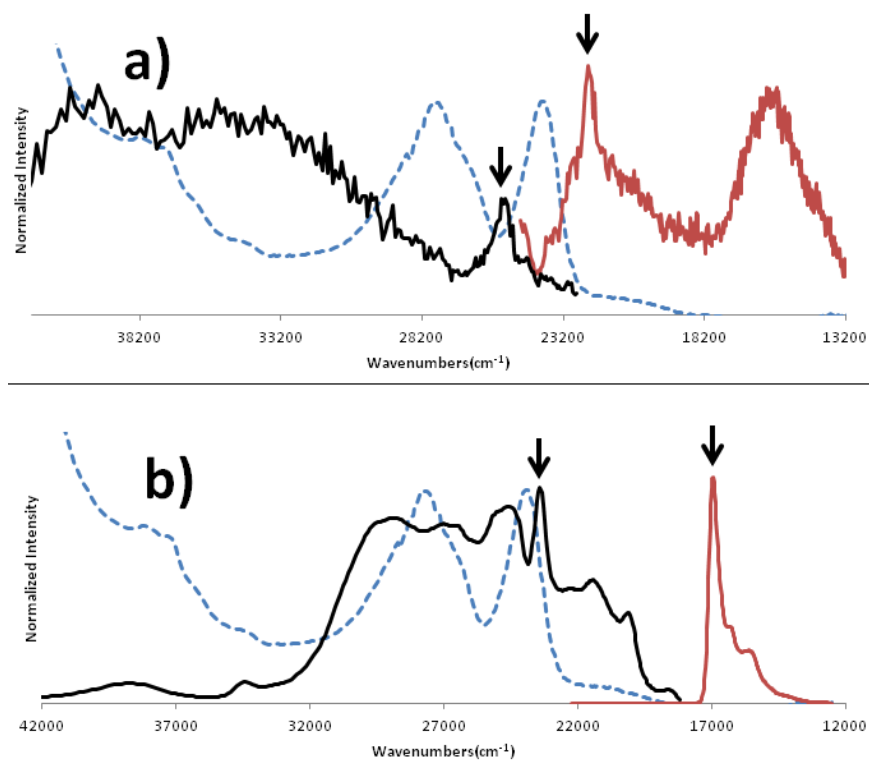 a)
Normalized Intensity
38200 33200 28200 23200 18200 13200
Wavenumbers(cm-1)
b)
Normalized Intensity
42000 37000 32000 27000 22000 17000 12000
Wavenumbers(cm-1)